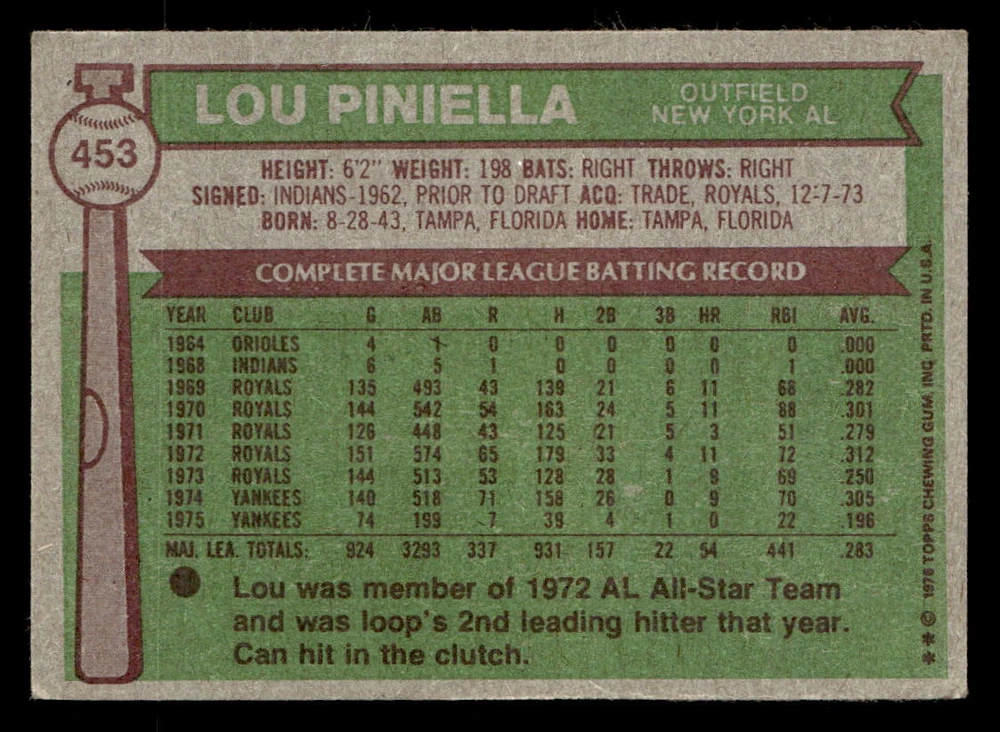 453
LOU PINIELLA
OUTFIELD
NEW YORK AL
HEIGHT: 6'2" WEIGHT: 198 BATS: RIGHT THROWS: RIGHT
SIGNED: INDIANS-1962, PRIOR TO DRAFT ACQ: TRADE, ROYALS, 12-7-73
BORN: 8-28-43, TAMPA, FLORIDA HOME: TAMPA, FLORIDA
COMPLETE MAJOR LEAGUE BATTING RECORD
YEAR CLUB G AB R H 2B 3B HR RBI AVG.
1964 ORIOLES 4 1 0 0 0 0 0 0 .000
1968 INDIANS 6 5 1 0 0 0 0 1 .000
1969 ROYALS 135 493 43 139 21 6 11 68 .282
1970 ROYALS 144 542 54 163 24 5 11 88 .301
1971 ROYALS 126 448 43 125 21 5 3 51 .279
1972 ROYALS 151 574 65 179 33 4 11 72 .312
1973 ROYALS 144 513 53 128 28 1 9 69 .250
1974 YANKEES 140 518 71 158 26 0 9 70 .305
1975 YANKEES 74 199 7 39 4 1 0 22 .196
MAJ. LEA. TOTALS: 924 3293 337 931 157 22 54 441 .283
Lou was member of 1972 AL All-Star Team
and was loop's 2nd leading hitter that year.
Can hit in the clutch.
** © 1976 TOPPS CHEWING GUM, INC. PRTD. IN U.S.A.